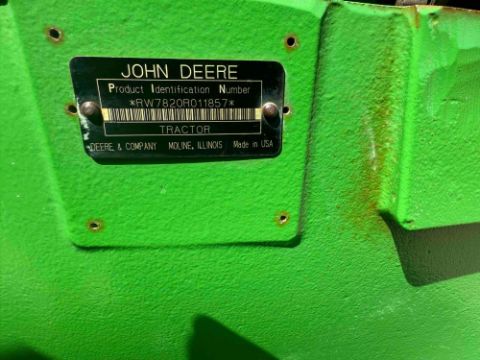 JOHN DEERE
Product Identification Number
*RW7820R011857*
TRACTOR
DEERE & COMPANY MOLINE, ILLINOIS Made in USA